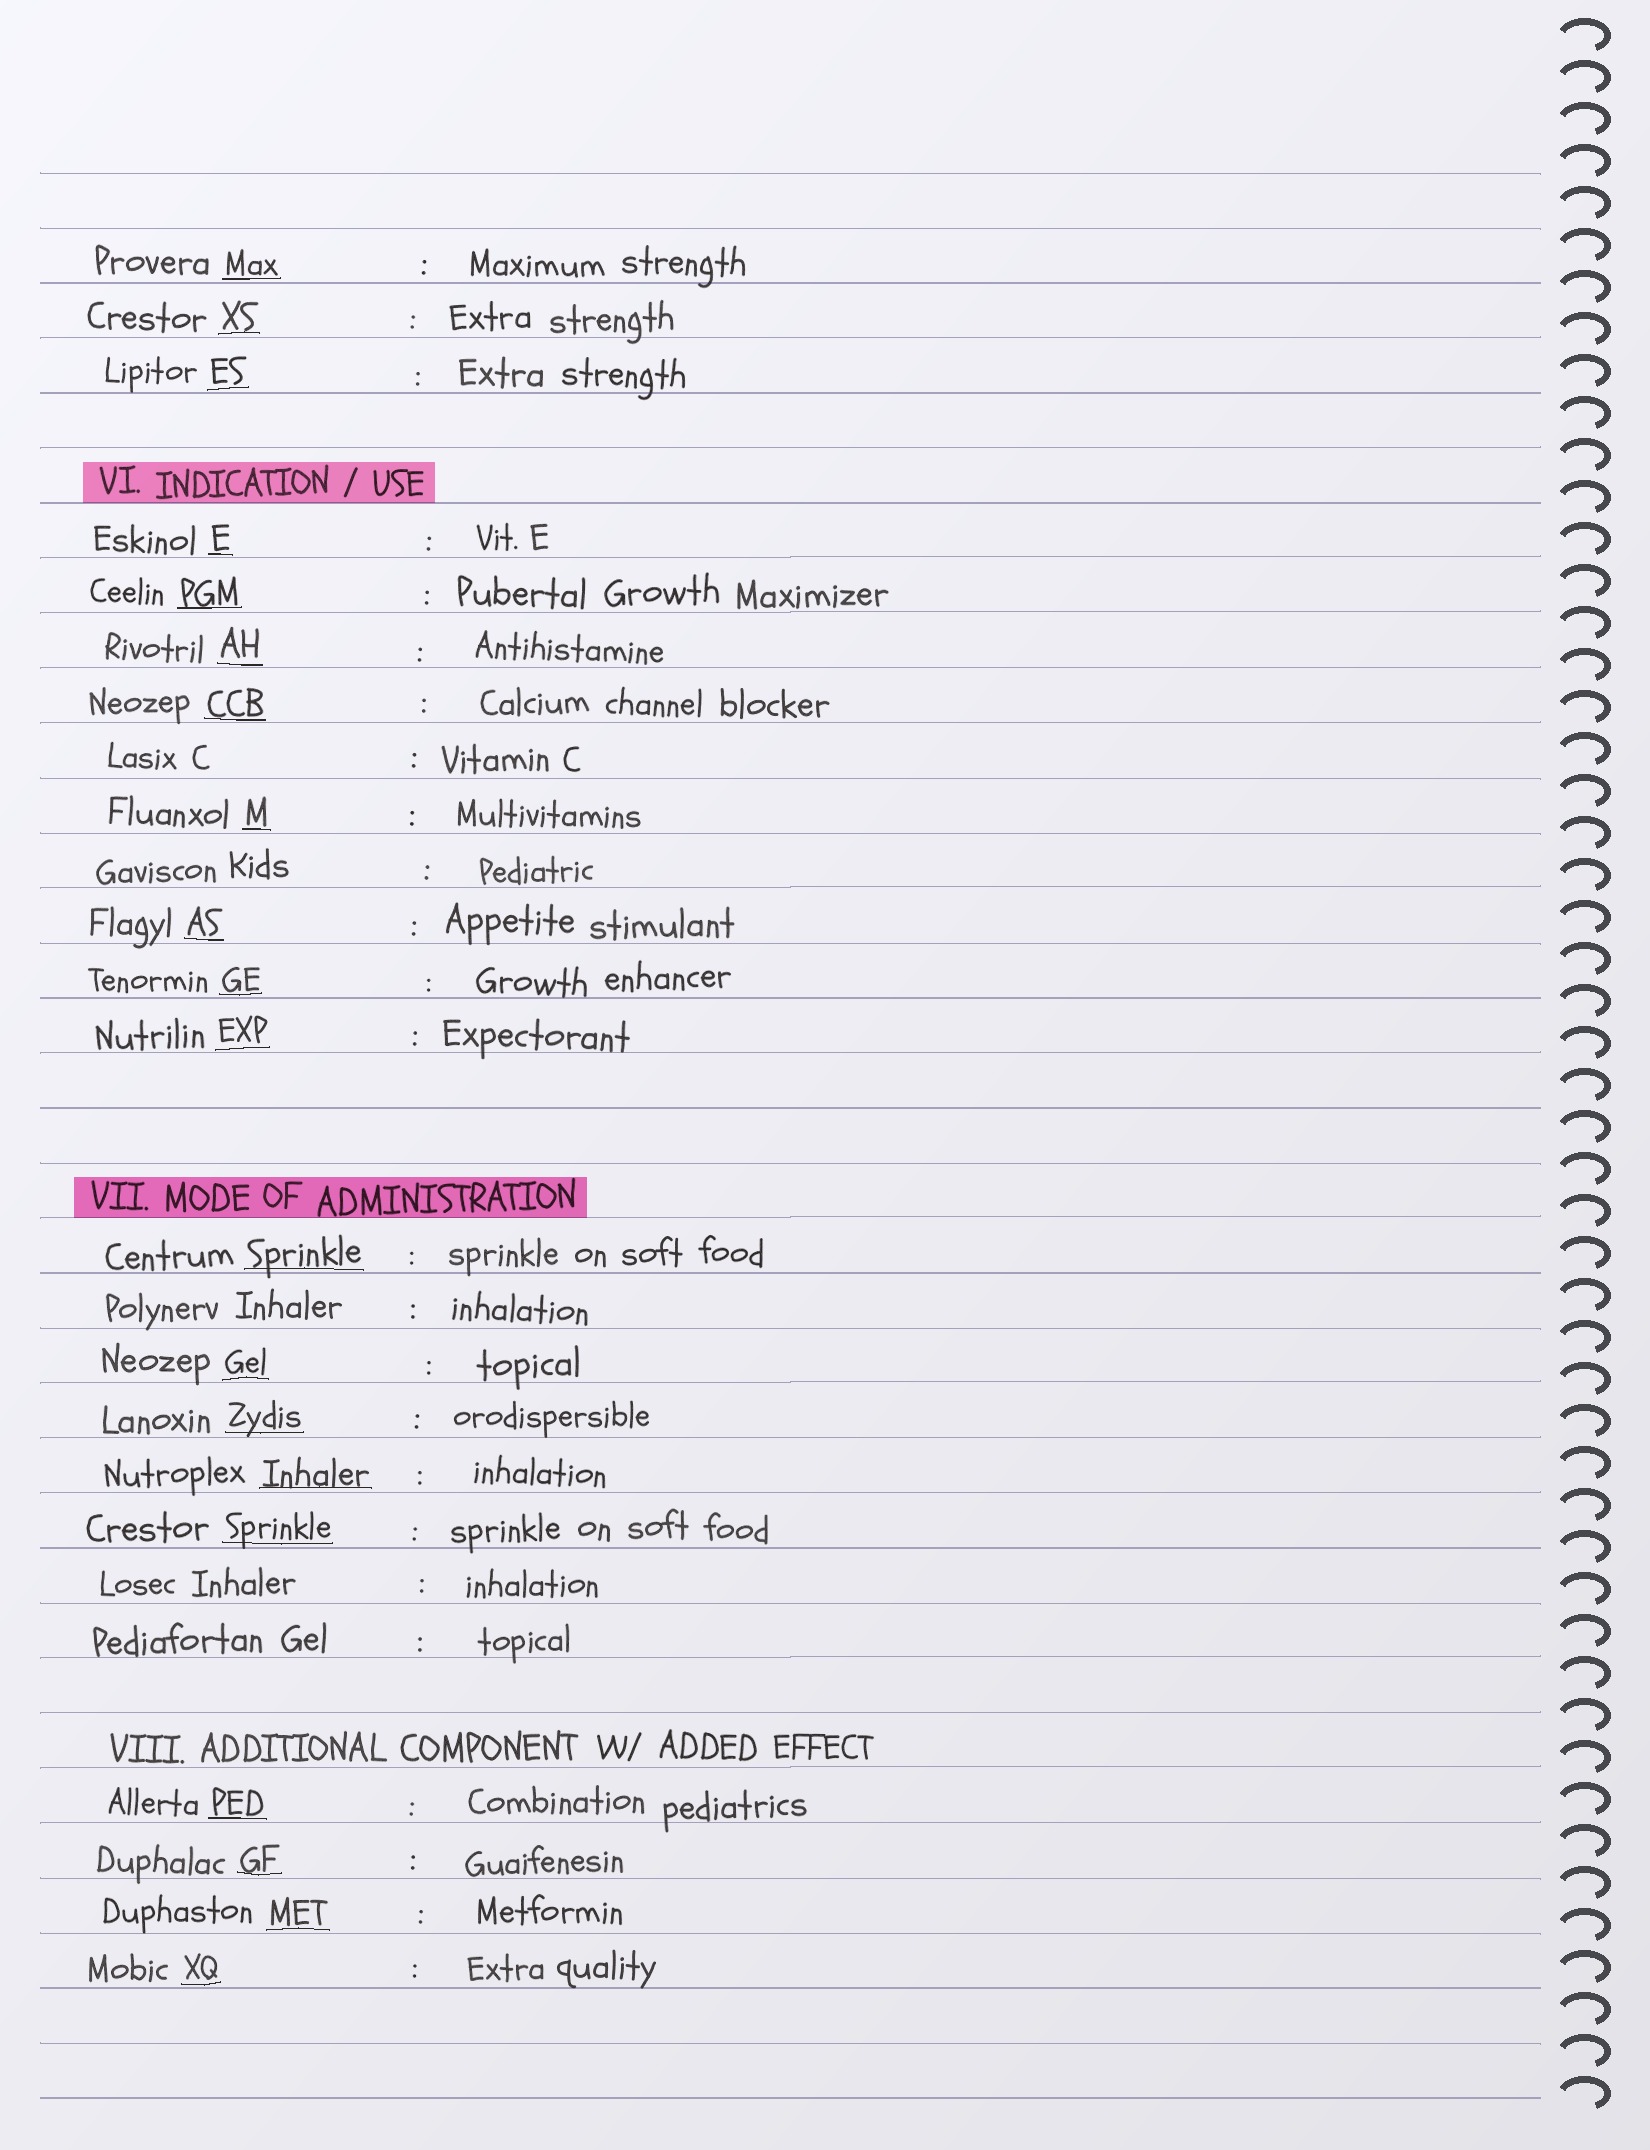 Provera Max : Maximum strength
Crestor XS : Extra strength
Lipitor ES : Extra strength
VI. INDICATION / USE
Eskinol E : Vit. E
Ceelin PGM : Pubertal Growth Maximizer
Rivotril AH : Antihistamine
Neozep CCB : Calcium channel blocker
Lasix C : Vitamin C
Fluanxol M : Multivitamins
Gaviscon Kids : Pediatric
Flagyl AS : Appetite stimulant
Tenormin GE : Growth enhancer
Nutrilin EXP : Expectorant
VII. MODE OF ADMINISTRATION
Centrum Sprinkle : sprinkle on soft food
Polynerv Inhaler : inhalation
Neozep Gel : topical
Lanoxin Zydis : orodispersible
Nutroplex Inhaler : inhalation
Crestor Sprinkle : sprinkle on soft food
Losec Inhaler : inhalation
Pediafortan Gel : topical
VIII. ADDITIONAL COMPONENT W/ ADDED EFFECT
Allerta PED : Combination pediatrics
Duphalac GF : Guaifenesin
Duphaston MET : Metformin
Mobic XQ : Extra quality